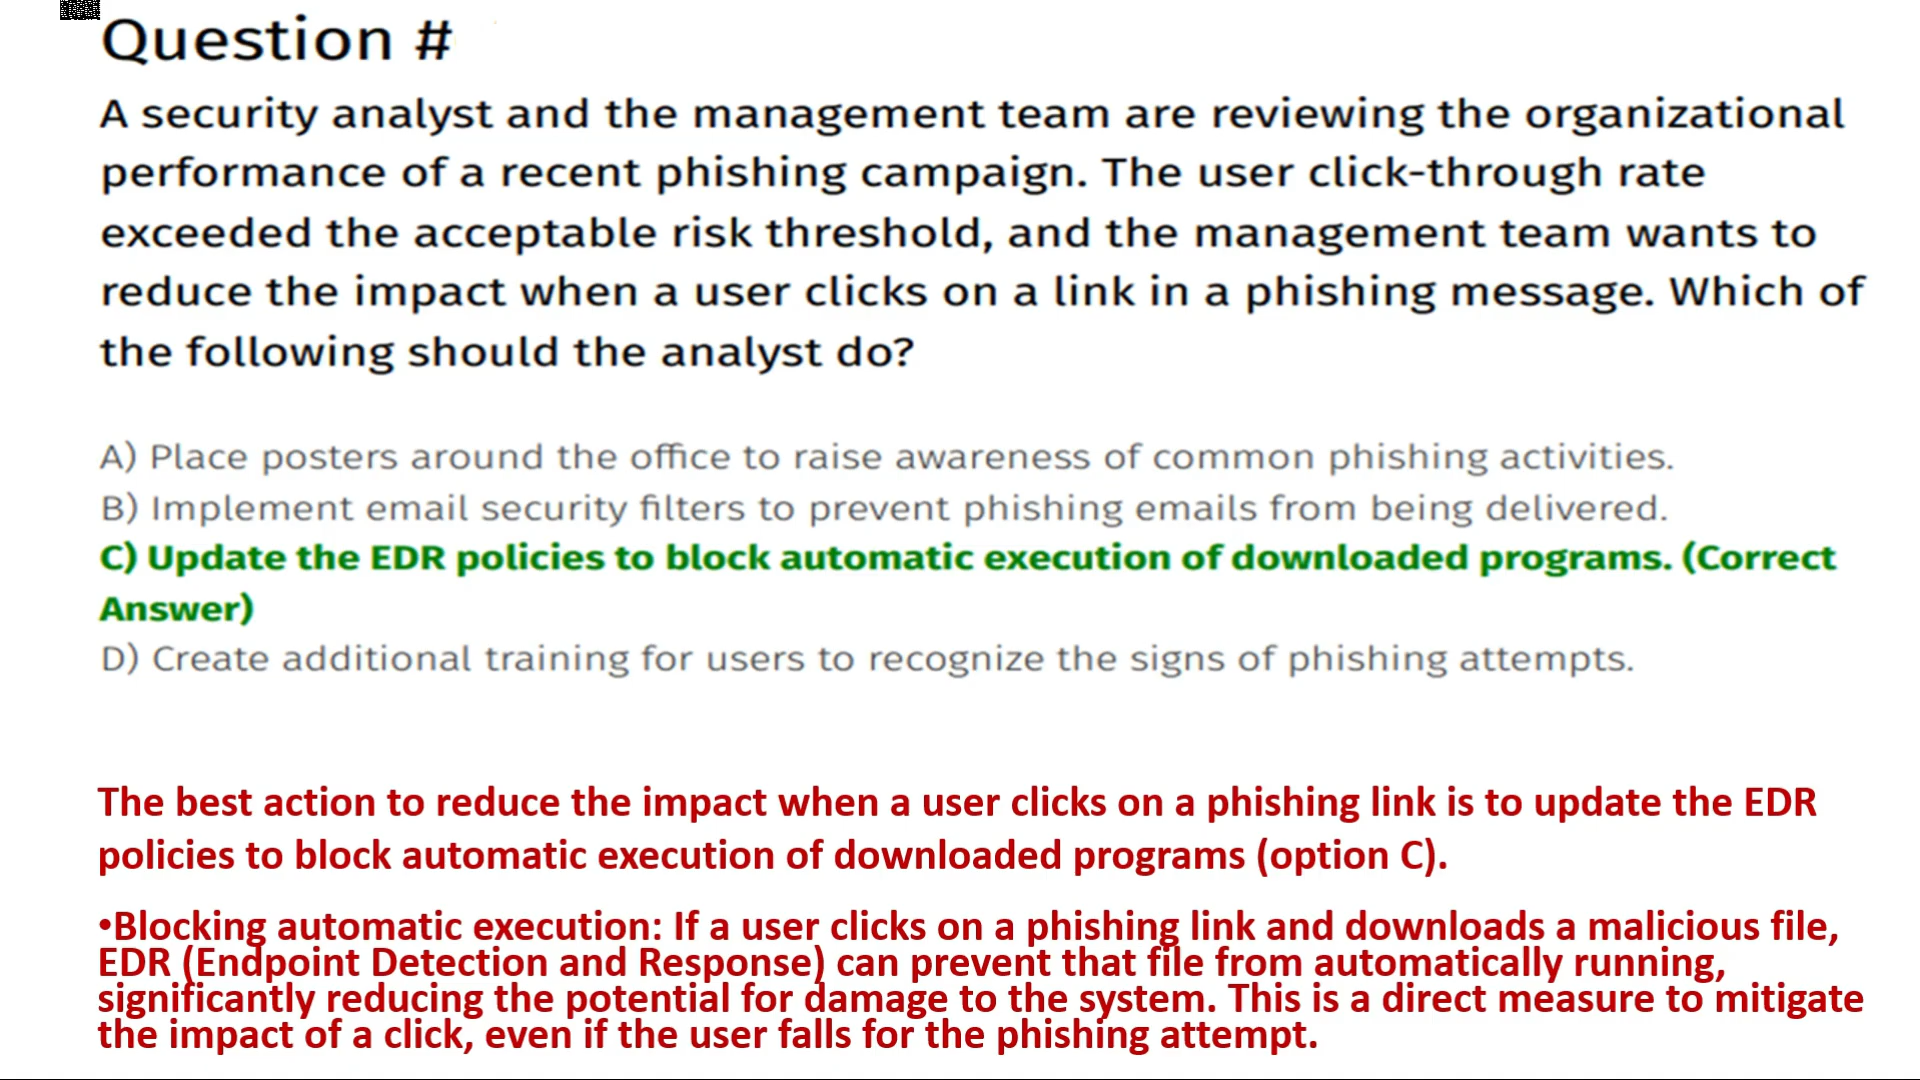 Question #
A security analyst and the management team are reviewing the organizational
performance of a recent phishing campaign. The user click-through rate
exceeded the acceptable risk threshold, and the management team wants to
reduce the impact when a user clicks on a link in a phishing message. Which of
the following should the analyst do?
A) Place posters around the office to raise awareness of common phishing activities.
B) Implement email security filters to prevent phishing emails from being delivered.
C) Update the EDR policies to block automatic execution of downloaded programs. (Correct
Answer)
D) Create additional training for users to recognize the signs of phishing attempts.
The best action to reduce the impact when a user clicks on a phishing link is to update the EDR
policies to block automatic execution of downloaded programs (option C).
•Blocking automatic execution: If a user clicks on a phishing link and downloads a malicious file,
EDR (Endpoint Detection and Response) can prevent that file from automatically running,
significantly reducing the potential for damage to the system. This is a direct measure to mitigate
the impact of a click, even if the user falls for the phishing attempt.